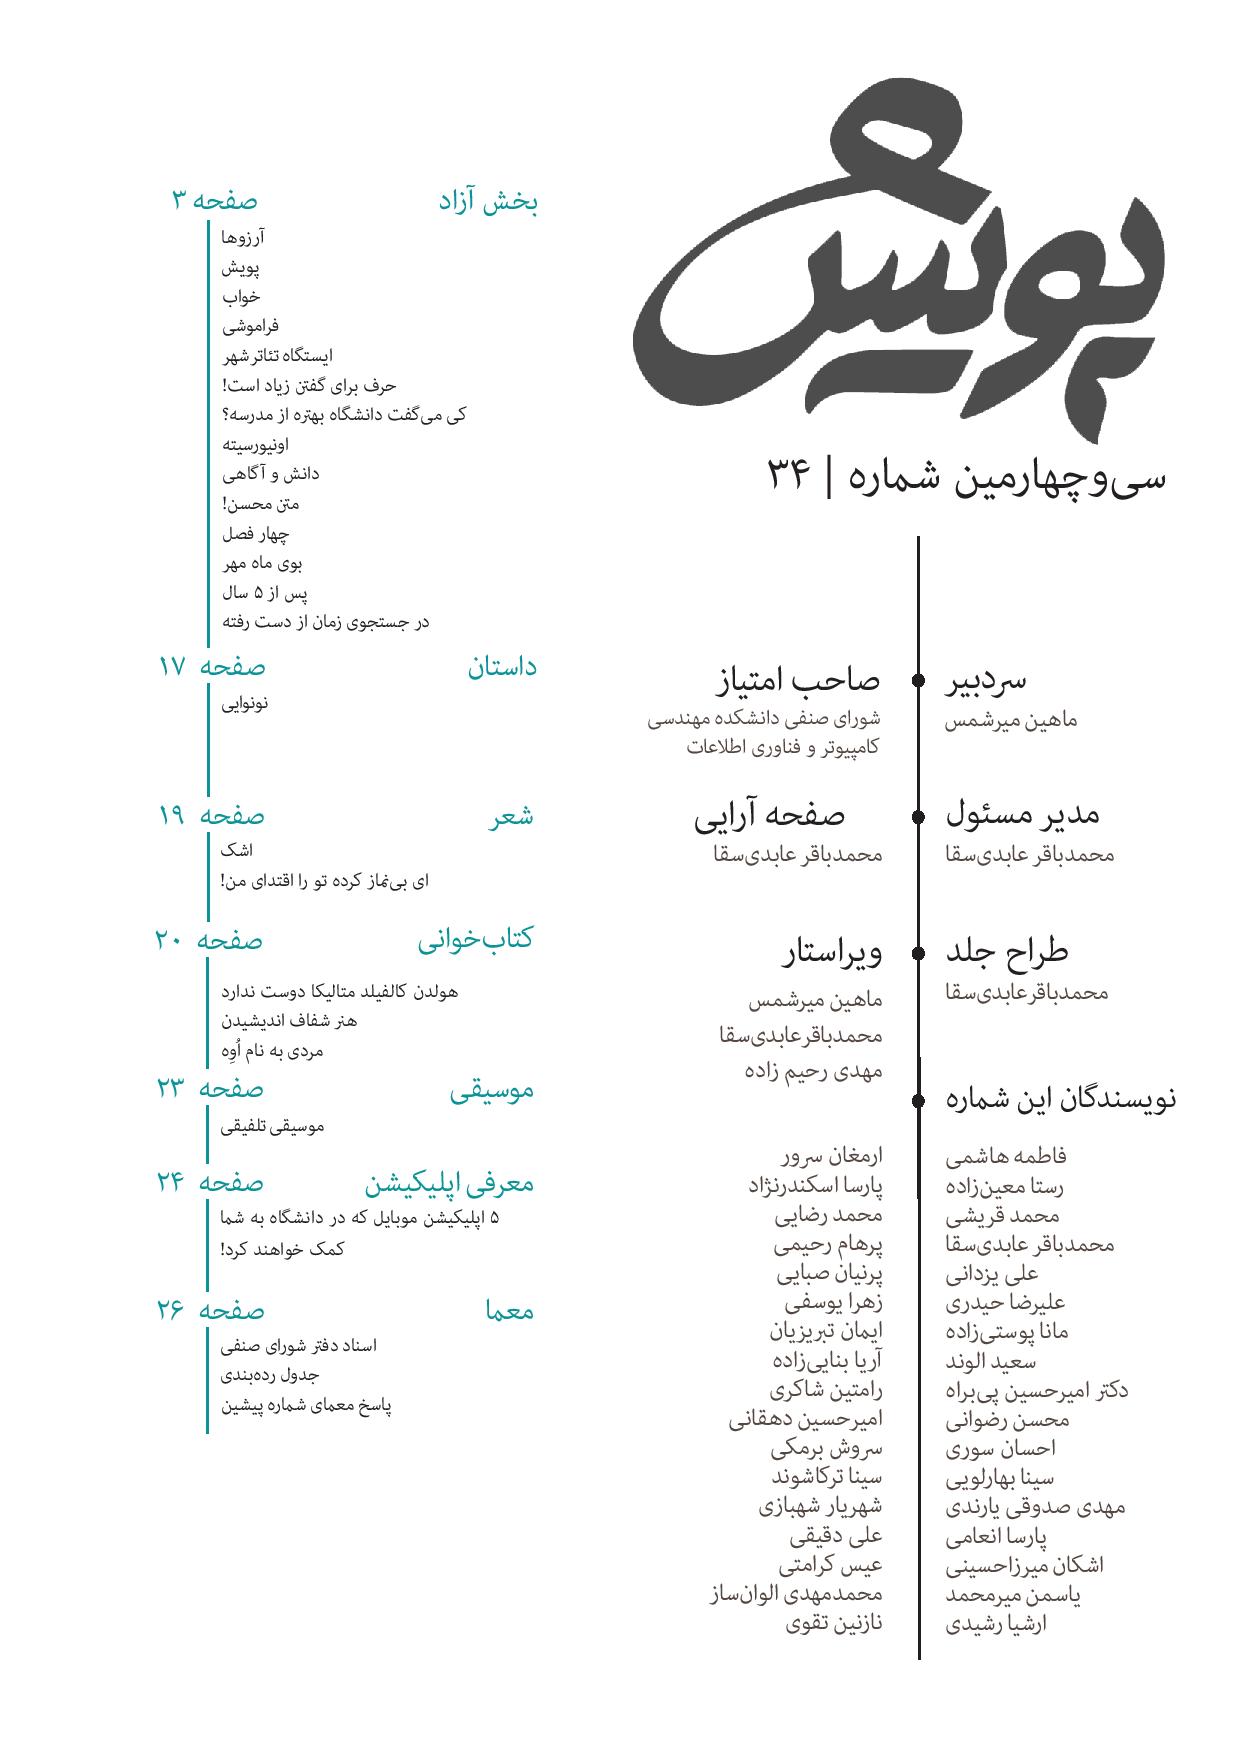 پویش
سی‌وچهارمین شماره | ۳۴
سردبیر
ماهین میرشمس
صاحب امتیاز
شورای صنفی دانشکده مهندسی
کامپیوتر و فناوری اطلاعات
مدیر مسئول
محمدباقر عابدی‌سقا
صفحه آرایی
محمدباقر عابدی‌سقا
طراح جلد
محمدباقرعابدی‌سقا
ویراستار
ماهین میرشمس
محمدباقرعابدی‌سقا
مهدی رحیم زاده
نویسندگان این شماره
فاطمه هاشمی
رستا معین‌زاده
محمد قریشی
محمدباقر عابدی‌سقا
علی یزدانی
علیرضا حیدری
مانا پوستی‌زاده
سعید الوند
دکتر امیرحسین پی‌براه
محسن رضوانی
احسان سوری
سینا بهارلویی
مهدی صدوقی یارندی
پارسا انعامی
اشکان میرزاحسینی
یاسمن میرمحمد
ارشیا رشیدی
ارمغان سرور
پارسا اسکندرنژاد
محمد رضایی
پرهام رحیمی
پرنیان صبایی
زهرا یوسفی
ایمان تبریزیان
آریا بنایی‌زاده
رامتین شاکری
امیرحسین دهقانی
سروش برمکی
سینا ترکاشوند
شهریار شهبازی
علی دقیقی
عیس کرامتی
محمدمهدی الوان‌ساز
نازنین تقوی
بخش آزاد صفحه ۳
آرزوها
پویش
خواب
فراموشی
ایستگاه تئاترشهر
حرف برای گفتن زیاد است!
کی می‌گفت دانشگاه بهتره از مدرسه؟
اونیورسیته
دانش و آگاهی
متن محسن!
چهار فصل
بوی ماه مهر
پس از ۵ سال
در جستجوی زمان از دست رفته
داستان صفحه ۱۷
نونوایی
شعر صفحه ۱۹
اشک
ای بی‌نماز کرده تو را اقتدای من!
کتاب‌خوانی صفحه ۲۰
هولدن کالفیلد متالیکا دوست ندارد
هنر شفاف اندیشیدن
مردی به نام اُوِه
موسیقی صفحه ۲۳
موسیقی تلفیقی
معرفی اپلیکیشن صفحه ۲۴
۵ اپلیکیشن موبایل که در دانشگاه به شما
کمک خواهند کرد!
معما صفحه ۲۶
اسناد دفتر شورای صنفی
جدول رده‌بندی
پاسخ معمای شماره پیشین